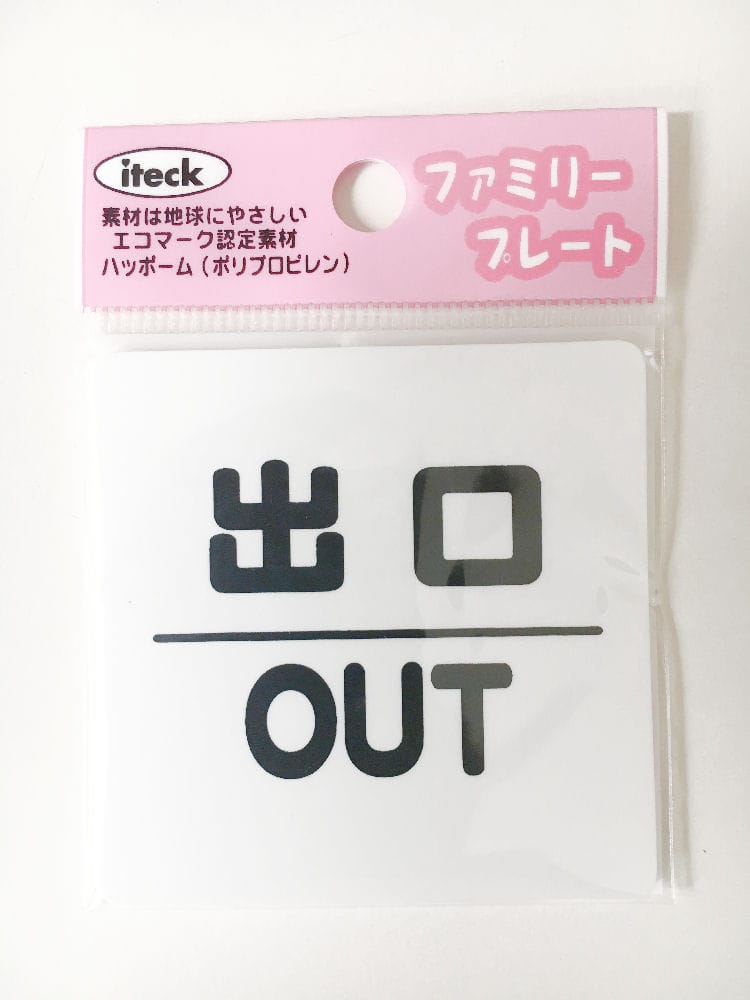 iteck
素材は地球にやさしい
エコマーク認定素材
ハッポーム(ポリプロピレン)
ファミリー
プレート
出口
OUT